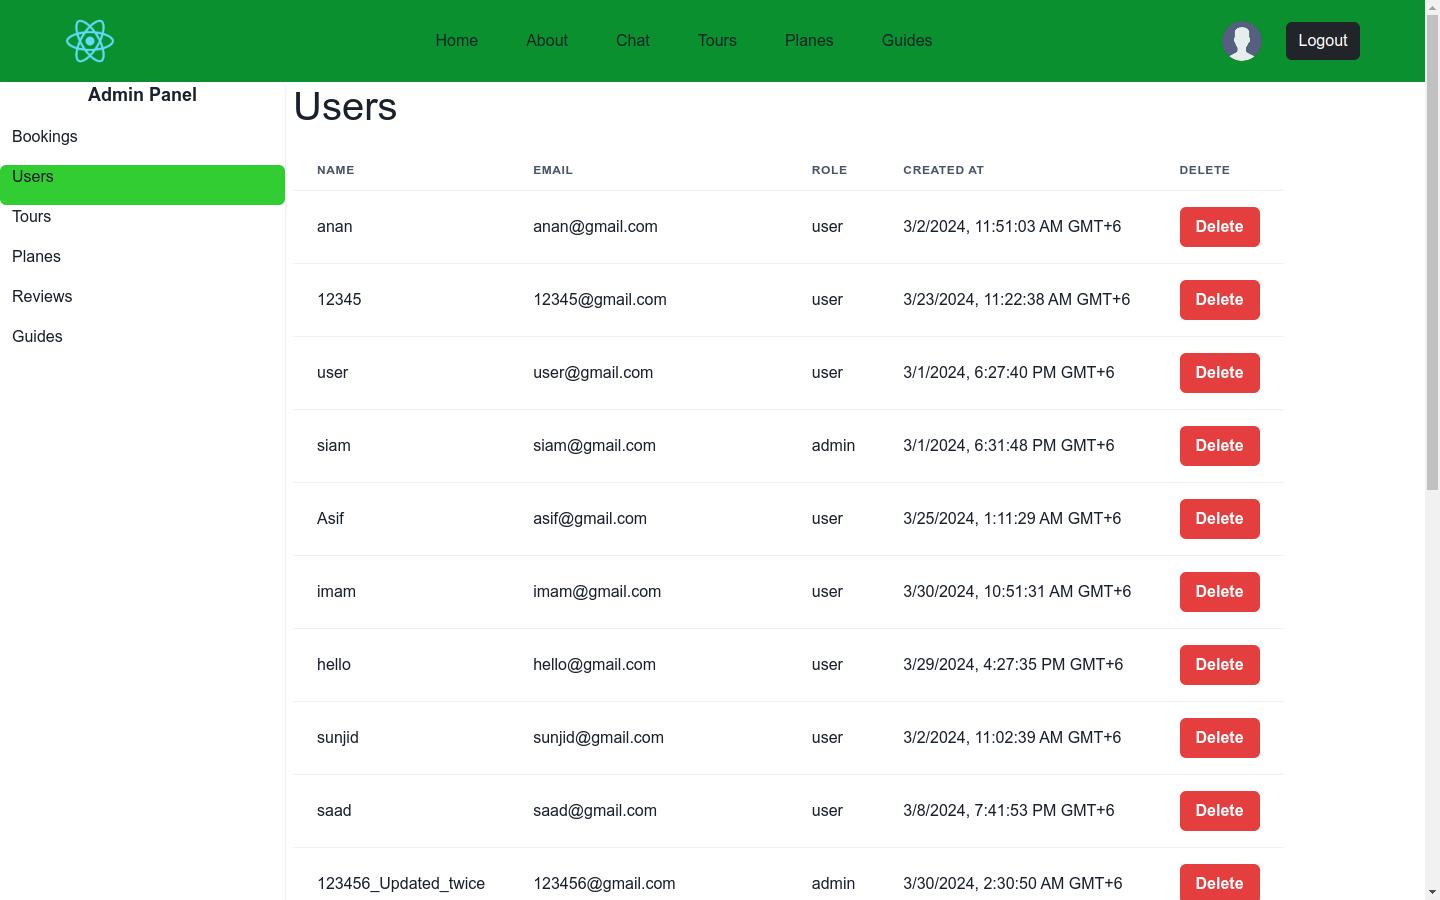 Home About Chat Tours Planes Guides Logout
Admin Panel
Bookings
Users
Tours
Planes
Reviews
Guides
Users
NAME EMAIL ROLE CREATED AT DELETE
anan anan@gmail.com user 3/2/2024, 11:51:03 AM GMT+6 Delete
12345 12345@gmail.com user 3/23/2024, 11:22:38 AM GMT+6 Delete
user user@gmail.com user 3/1/2024, 6:27:40 PM GMT+6 Delete
siam siam@gmail.com admin 3/1/2024, 6:31:48 PM GMT+6 Delete
Asif asif@gmail.com user 3/25/2024, 1:11:29 AM GMT+6 Delete
imam imam@gmail.com user 3/30/2024, 10:51:31 AM GMT+6 Delete
hello hello@gmail.com user 3/29/2024, 4:27:35 PM GMT+6 Delete
sunjid sunjid@gmail.com user 3/2/2024, 11:02:39 AM GMT+6 Delete
saad saad@gmail.com user 3/8/2024, 7:41:53 PM GMT+6 Delete
123456_Updated_twice 123456@gmail.com admin 3/30/2024, 2:30:50 AM GMT+6 Delete